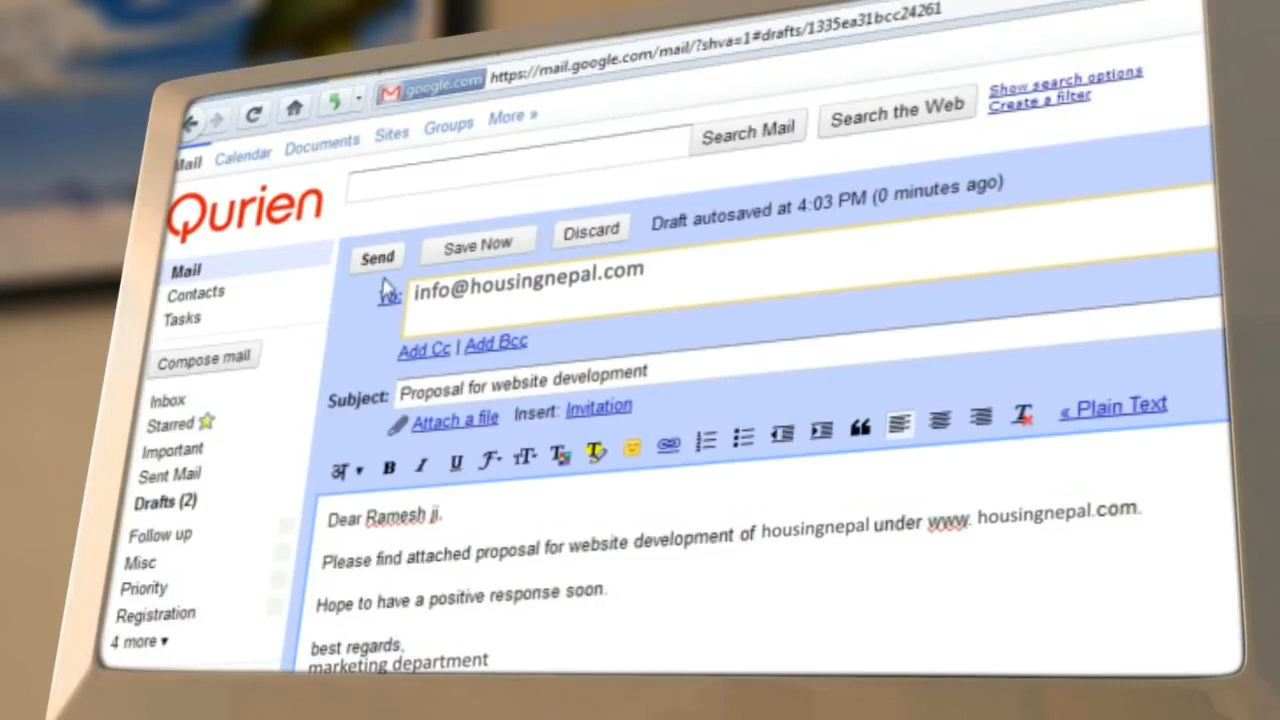 google.com https://mail.google.com/mail/?shva=1#drafts/1335ea31bcc24261
Mail Calendar Documents Sites Groups More »
Search Mail Search the Web Show search options
Create a filter
Qurien
Send Save Now Discard Draft autosaved at 4:03 PM (0 minutes ago)
Mail
Contacts
Tasks
Compose mail
Inbox
Starred
Important
Sent Mail
Drafts (2)
Follow up
Misc
Priority
Registration
4 more ▾
To: info@housingnepal.com
Add Cc | Add Bcc
Subject: Proposal for website development
Attach a file Insert: Invitation
अ ▾ B I U « Plain Text
Dear Ramesh ji,
Please find attached proposal for website development of housingnepal under www. housingnepal.com.
Hope to have a positive response soon.
best regards,
marketing department